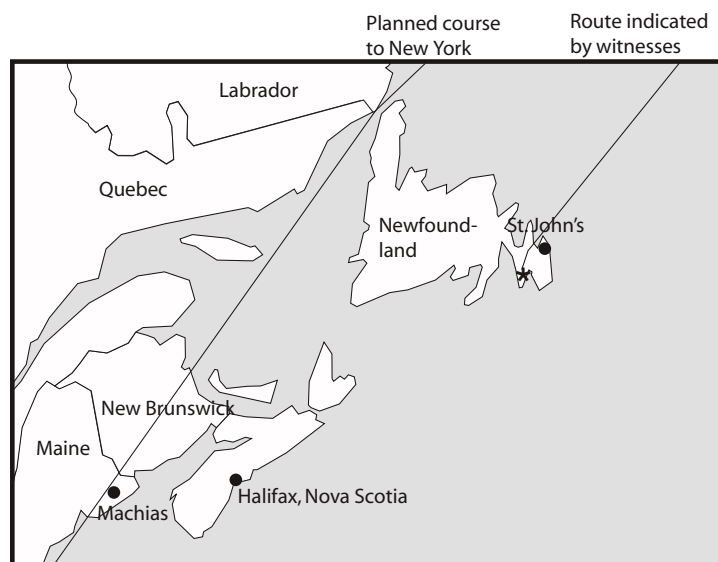 Planned course
to New York
Route indicated
by witnesses
Labrador
Quebec
Newfound-
land
St. John's
New Brunswick
Maine
Halifax, Nova Scotia
Machias
*